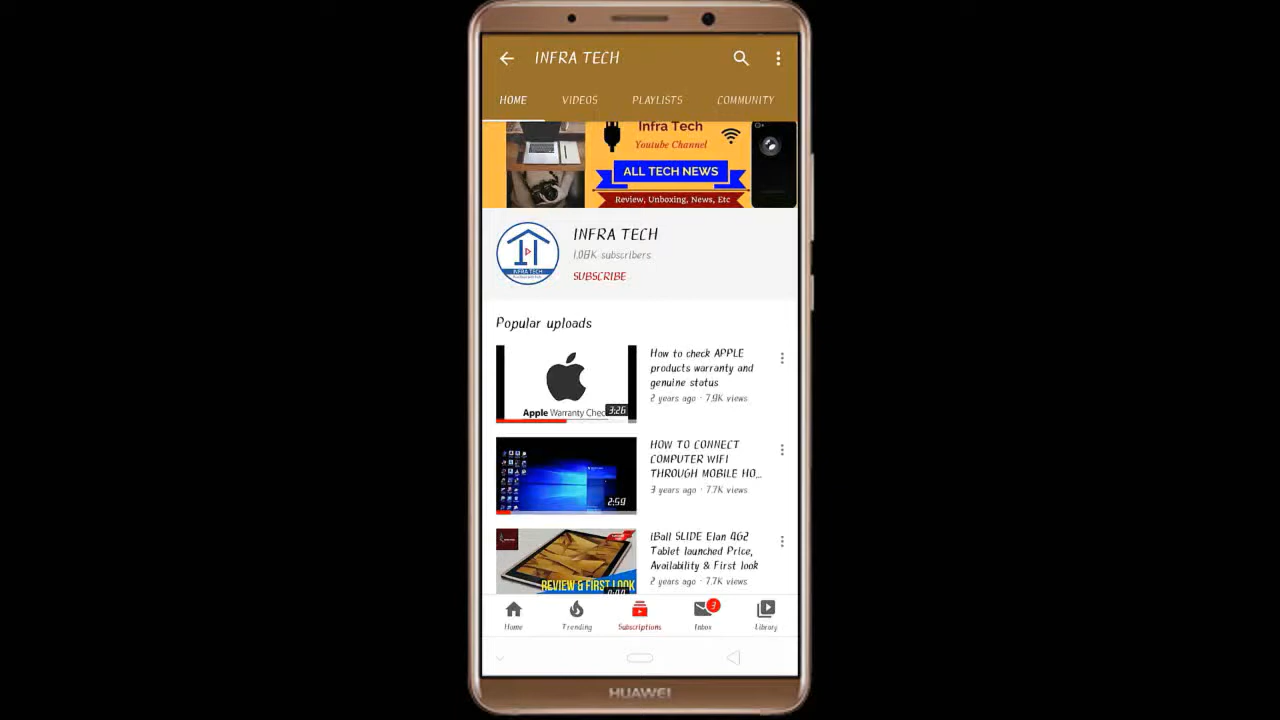 INFRA TECH
HOME VIDEOS PLAYLISTS COMMUNITY
Infra Tech
Youtube Channel
ALL TECH NEWS
Review, Unboxing, News, Etc
INFRA TECH
INFRA TECH
1.08K subscribers
SUBSCRIBE
Popular uploads
Apple Warranty Chec
3:26
How to check APPLE
products warranty and
genuine status
2 years ago · 7.9K views
2:59
HOW TO CONNECT
COMPUTER WIFI
THROUGH MOBILE HO...
3 years ago · 7.7K views
REVIEW & FIRST LOOK
iBall SLIDE Elan 4G2
Tablet launched Price,
Availability & First look
2 years ago · 7.7K views
3
Home Trending Subscriptions Inbox Library
HUAWEI